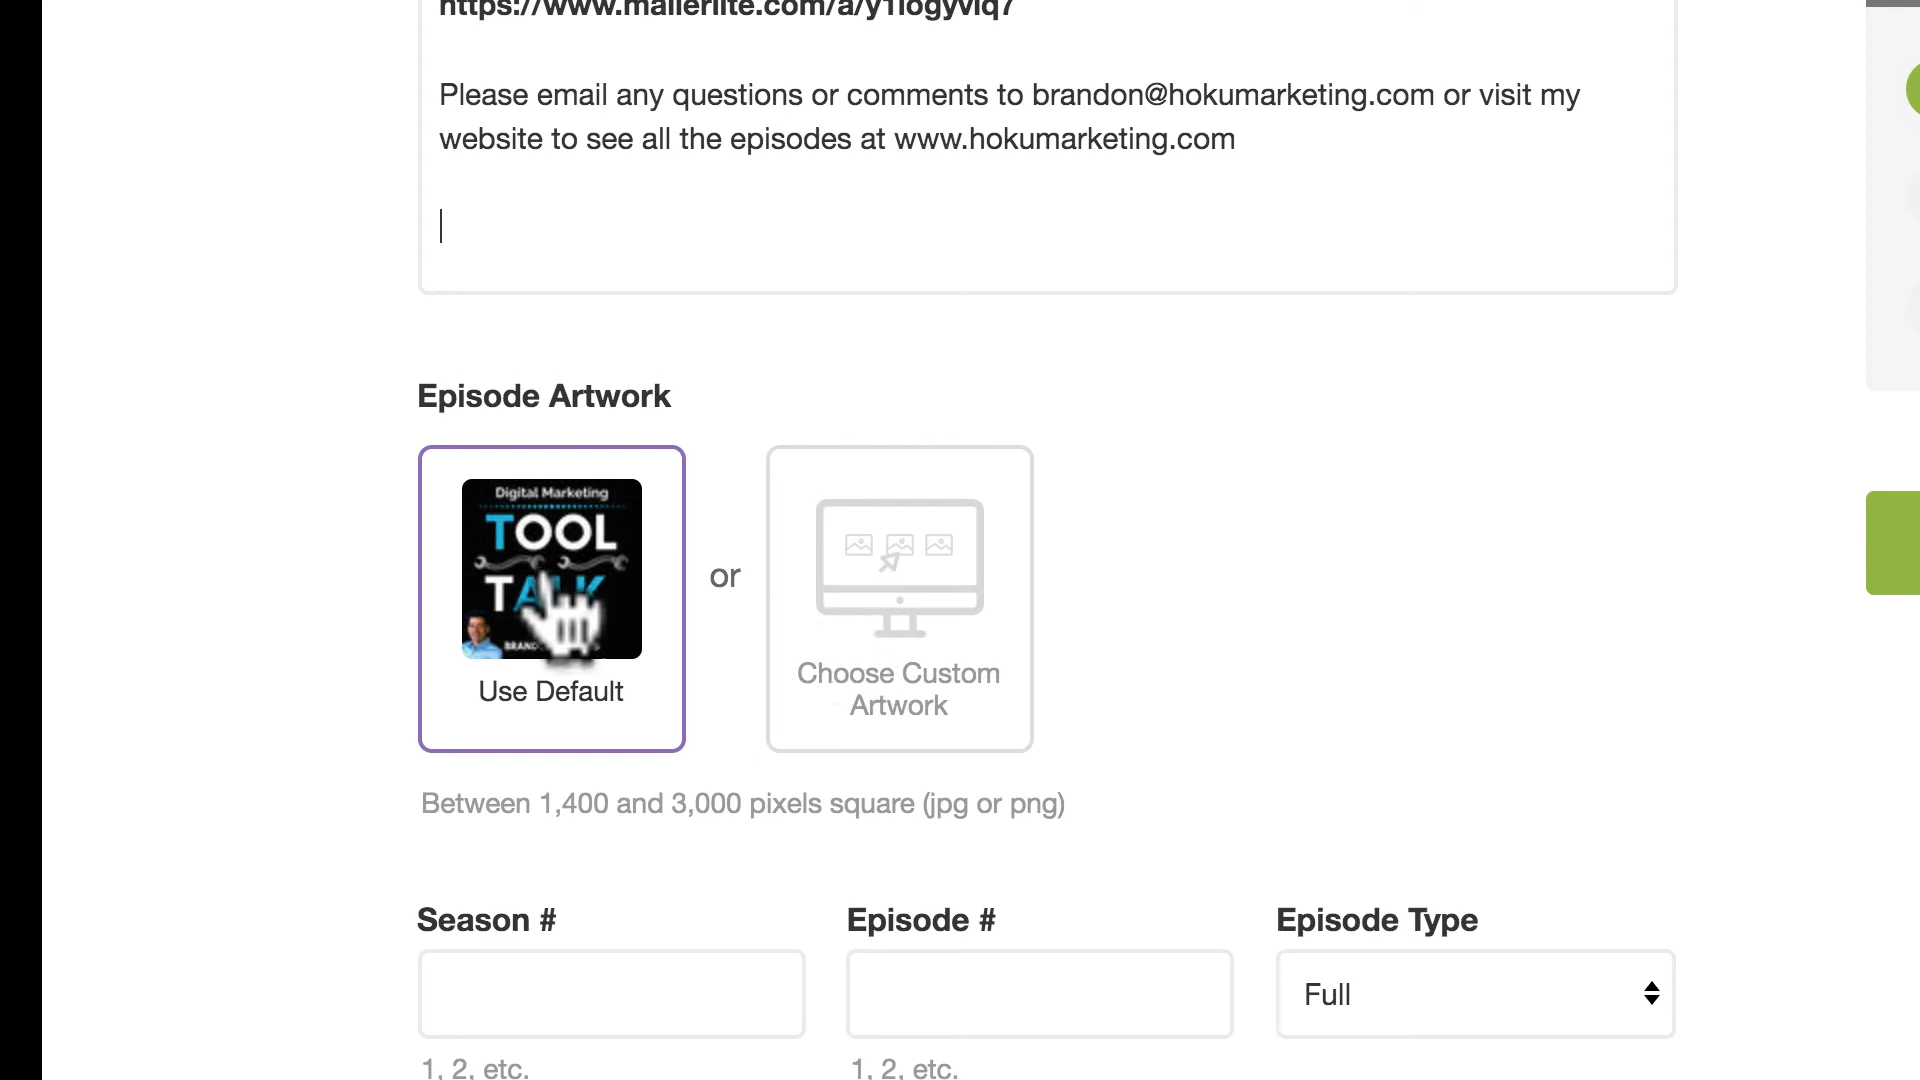 Please email any questions or comments to brandon@hokumarketing.com or visit my
website to see all the episodes at www.hokumarketing.com
Episode Artwork
Digital Marketing
TOOL
TALK
Use Default
or
Choose Custom
Artwork
Between 1,400 and 3,000 pixels square (jpg or png)
Season #
Episode #
Episode Type
Full
1, 2, etc.
1, 2, etc.